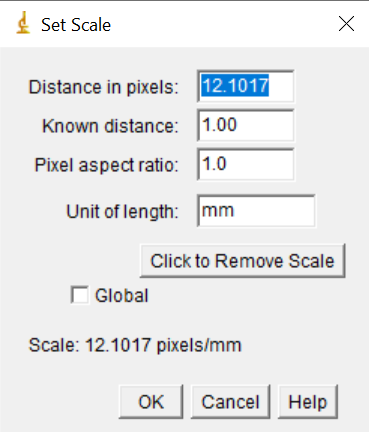 Set Scale
Distance in pixels: 12.1017
Known distance: 1.00
Pixel aspect ratio: 1.0
Unit of length: mm
Click to Remove Scale
Global
Scale: 12.1017 pixels/mm
OK Cancel Help